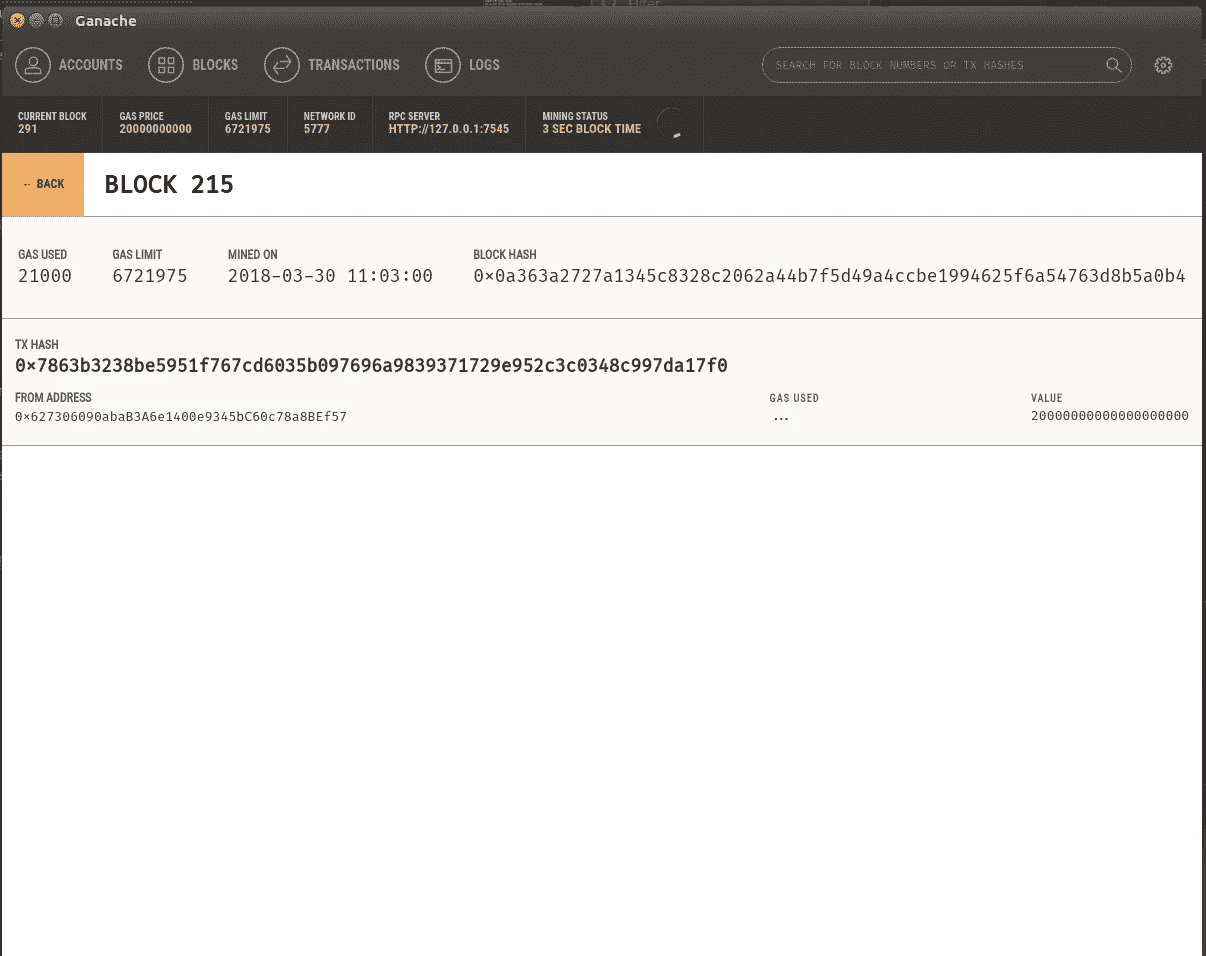 Ganache
ACCOUNTS BLOCKS TRANSACTIONS LOGS SEARCH FOR BLOCK NUMBERS OR TX HASHES
CURRENT BLOCK GAS PRICE GAS LIMIT NETWORK ID RPC SERVER MINING STATUS
291 20000000000 6721975 5777 HTTP://127.0.0.1:7545 3 SEC BLOCK TIME
← BACK BLOCK 215
GAS USED GAS LIMIT MINED ON BLOCK HASH
21000 6721975 2018-03-30 11:03:00 0×0a363a2727a1345c8328c2062a44b7f5d49a4ccbe1994625f6a54763d8b5a0b4
TX HASH
0×7863b3238be5951f767cd6035b097696a9839371729e952c3c0348c997da17f0
FROM ADDRESS GAS USED VALUE
0×627306090abaB3A6e1400e9345bC60c78a8BEf57 ... 20000000000000000000